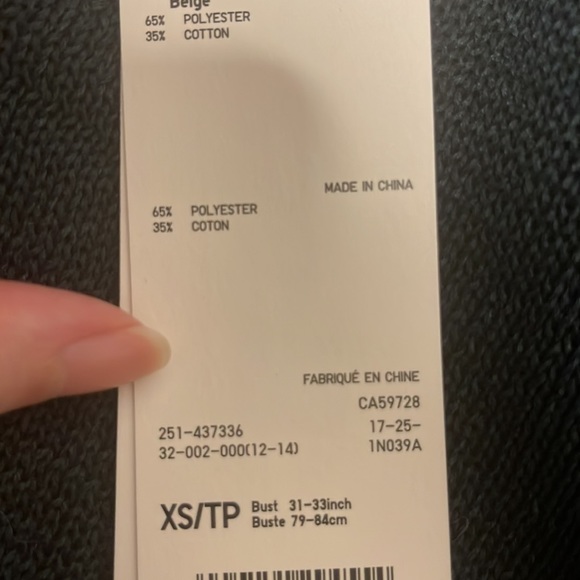 Beige
65% POLYESTER
35% COTTON
MADE IN CHINA
65% POLYESTER
35% COTON
FABRIQUÉ EN CHINE
CA59728
251-437336 17-25-
32-002-000(12-14) 1N039A
XS/TP Bust 31-33inch
Buste 79-84cm